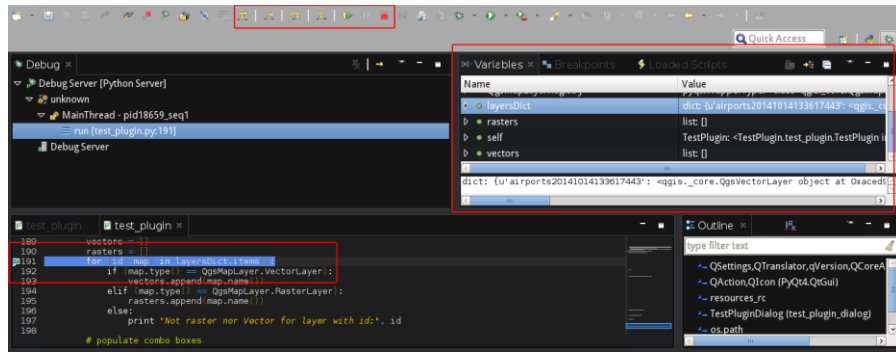 Quick Access
Debug
Debug Server [Python Server]
unknown
MainThread - pid18659_seq1
run [test_plugin.py:191]
Debug Server
Variables
Breakpoints
Loaded Scripts
Name Value
layersDict dict: {u'airports20141014133617443': <qgis._c
rasters list: []
self TestPlugin: <TestPlugin.test_plugin.TestPlugin i
vectors list: []
dict: {u'airports20141014133617443': <qgis._core.QgsVectorLayer object at 0xaced9
test_plugin
test_plugin
189 vectors = []
190 rasters = []
191 for (id, map) in layersDict.items():
192 if (map.type() == QgsMapLayer.VectorLayer):
193 vectors.append(map.name())
194 elif (map.type() == QgsMapLayer.RasterLayer):
195 rasters.append(map.name())
196 else:
197 print "Not raster nor Vector for layer with id:", id
198
# populate combo boxes
Outline
type filter text
QSettings,QTranslator,qVersion,QCoreA
QAction,QIcon (PyQt4.QtGui)
resources_rc
TestPluginDialog (test_plugin_dialog)
os.path